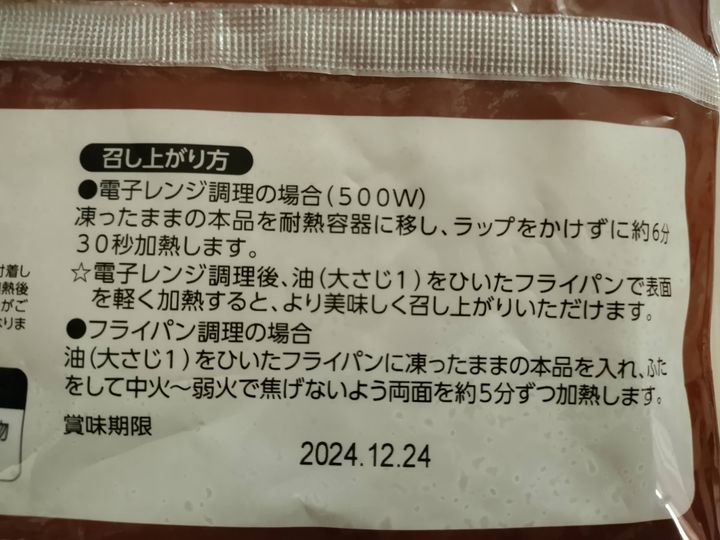 召し上がり方
●電子レンジ調理の場合(500W)
凍ったままの本品を耐熱容器に移し、ラップをかけずに約6分
30秒加熱します。
☆電子レンジ調理後、油(大さじ1)をひいたフライパンで表面
を軽く加熱すると、より美味しく召し上がりいただけます。
●フライパン調理の場合
油(大さじ1)をひいたフライパンに凍ったままの本品を入れ、ふた
をして中火～弱火で焦げないよう両面を約5分ずつ加熱します。
賞味期限
2024.12.24
着し
熱後
がご
りま
物